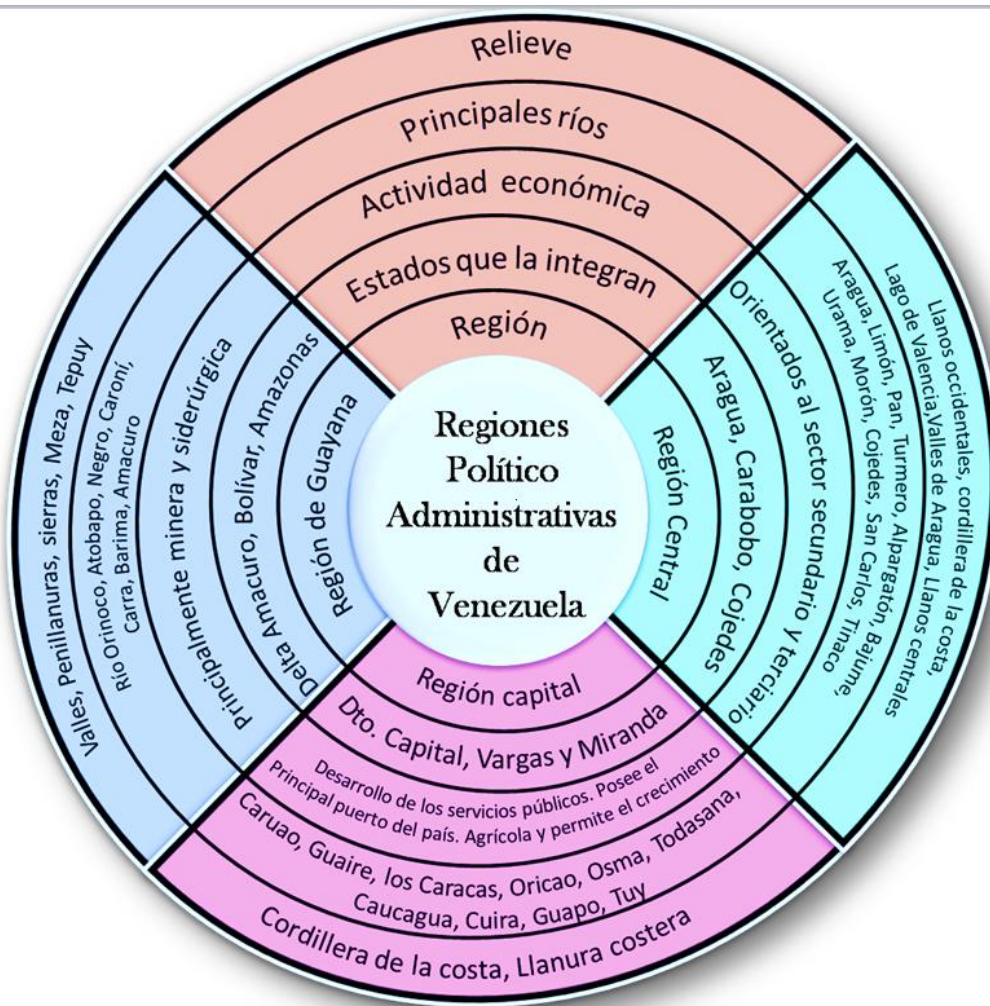 Relieve
Principales ríos
Actividad económica
Estados que la integran
Región
Regiones
Político
Administrativas
de
Venezuela
Región Central
Aragua, Carabobo, Cojedes
Orientados al sector secundario y terciario
Aragua, Limón, Pan, Turmero, Alpargatón, Bajume,
Urama, Morón, Cojedes, San Carlos, Tinaco
Llanos occidentales, cordillera de la costa,
Lago de Valencia,Valles de Aragua, Llanos centrales
Región capital
Dto. Capital, Vargas y Miranda
Desarrollo de los servicios públicos. Posee el
Principal puerto del país. Agrícola y permite el crecimiento
Caruao, Guaire, los Caracas, Oricao, Osma, Todasana,
Caucagua, Cuira, Guapo, Tuy
Cordillera de la costa, Llanura costera
Región de Guayana
Delta Amacuro, Bolívar, Amazonas
Principalmente minera y siderúrgica
Rio Orinoco, Atobapo, Negro, Caroní,
Carra, Barima, Amacuro
Valles, Penillanuras, sierras, Meza, Tepuy